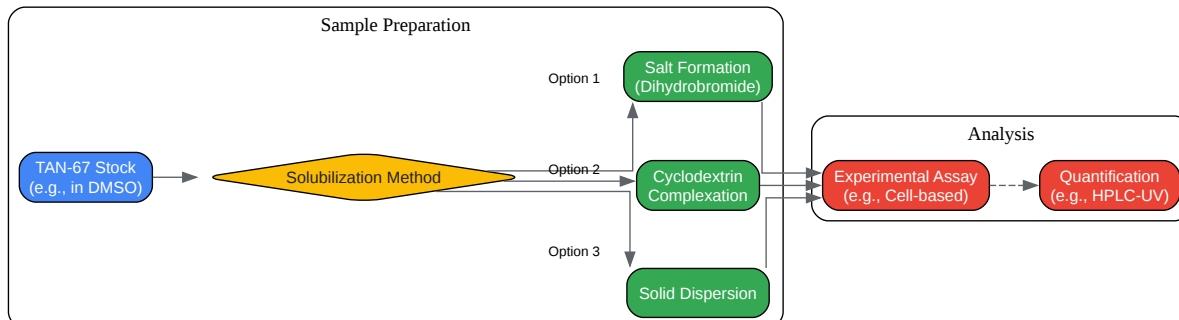 Sample Preparation
TAN-67 Stock
(e.g., in DMSO)
Solubilization Method
Option 1
Salt Formation
(Dihydrobromide)
Option 2
Cyclodextrin
Complexation
Option 3
Solid Dispersion
Analysis
Experimental Assay
(e.g., Cell-based)
Quantification
(e.g., HPLC-UV)